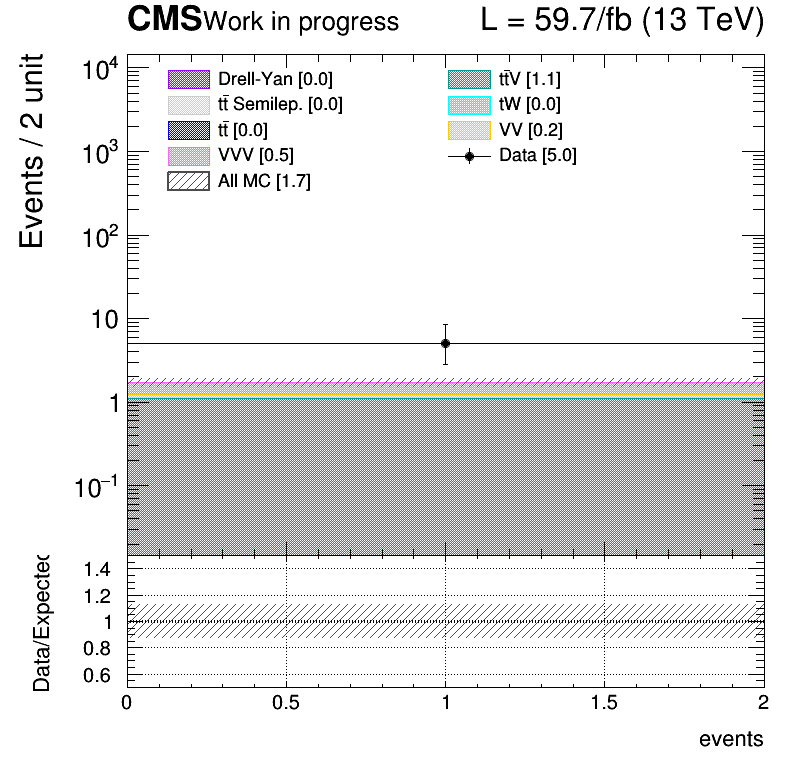 CMS Work in progress L = 59.7/fb (13 TeV)
Events / 2 unit
10⁴
10³
10²
10
1
10⁻¹
Drell-Yan [0.0]
tt̄ Semilep. [0.0]
tt̄ [0.0]
VVV [0.5]
All MC [1.7]
tt̄V [1.1]
tW [0.0]
VV [0.2]
Data [5.0]
Data/Expected
1.4
1.2
1
0.8
0.6
0 0.5 1 1.5 2
events